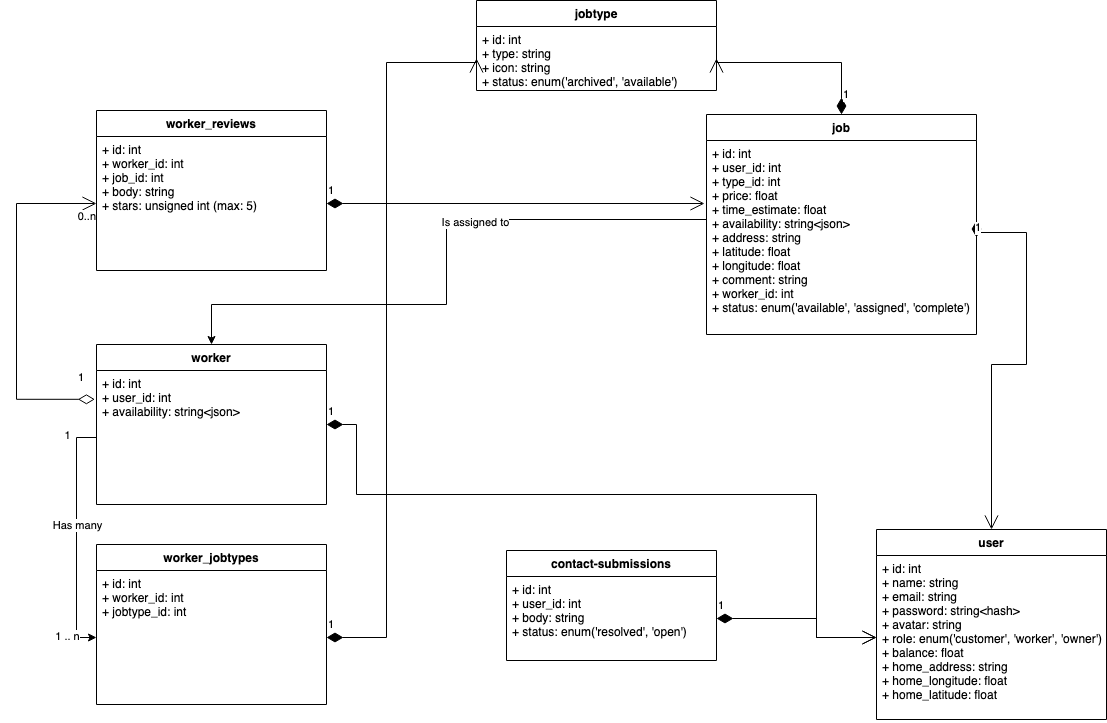 jobtype
+ id: int
+ type: string
+ icon: string
+ status: enum('archived', 'available')
1
worker_reviews
+ id: int
+ worker_id: int
+ job_id: int
+ body: string
+ stars: unsigned int (max: 5)
1
0..n
job
+ id: int
+ user_id: int
+ type_id: int
+ price: float
+ time_estimate: float
+ availability: string<json>
+ address: string
+ latitude: float
+ longitude: float
+ comment: string
+ worker_id: int
+ status: enum('available', 'assigned', 'complete')
1
Is assigned to
worker
+ id: int
+ user_id: int
+ availability: string<json>
1
1
1
Has many
worker_jobtypes
+ id: int
+ worker_id: int
+ jobtype_id: int
1
1 .. n
contact-submissions
+ id: int
+ user_id: int
+ body: string
+ status: enum('resolved', 'open')
1
user
+ id: int
+ name: string
+ email: string
+ password: string<hash>
+ avatar: string
+ role: enum('customer', 'worker', 'owner')
+ balance: float
+ home_address: string
+ home_longitude: float
+ home_latitude: float